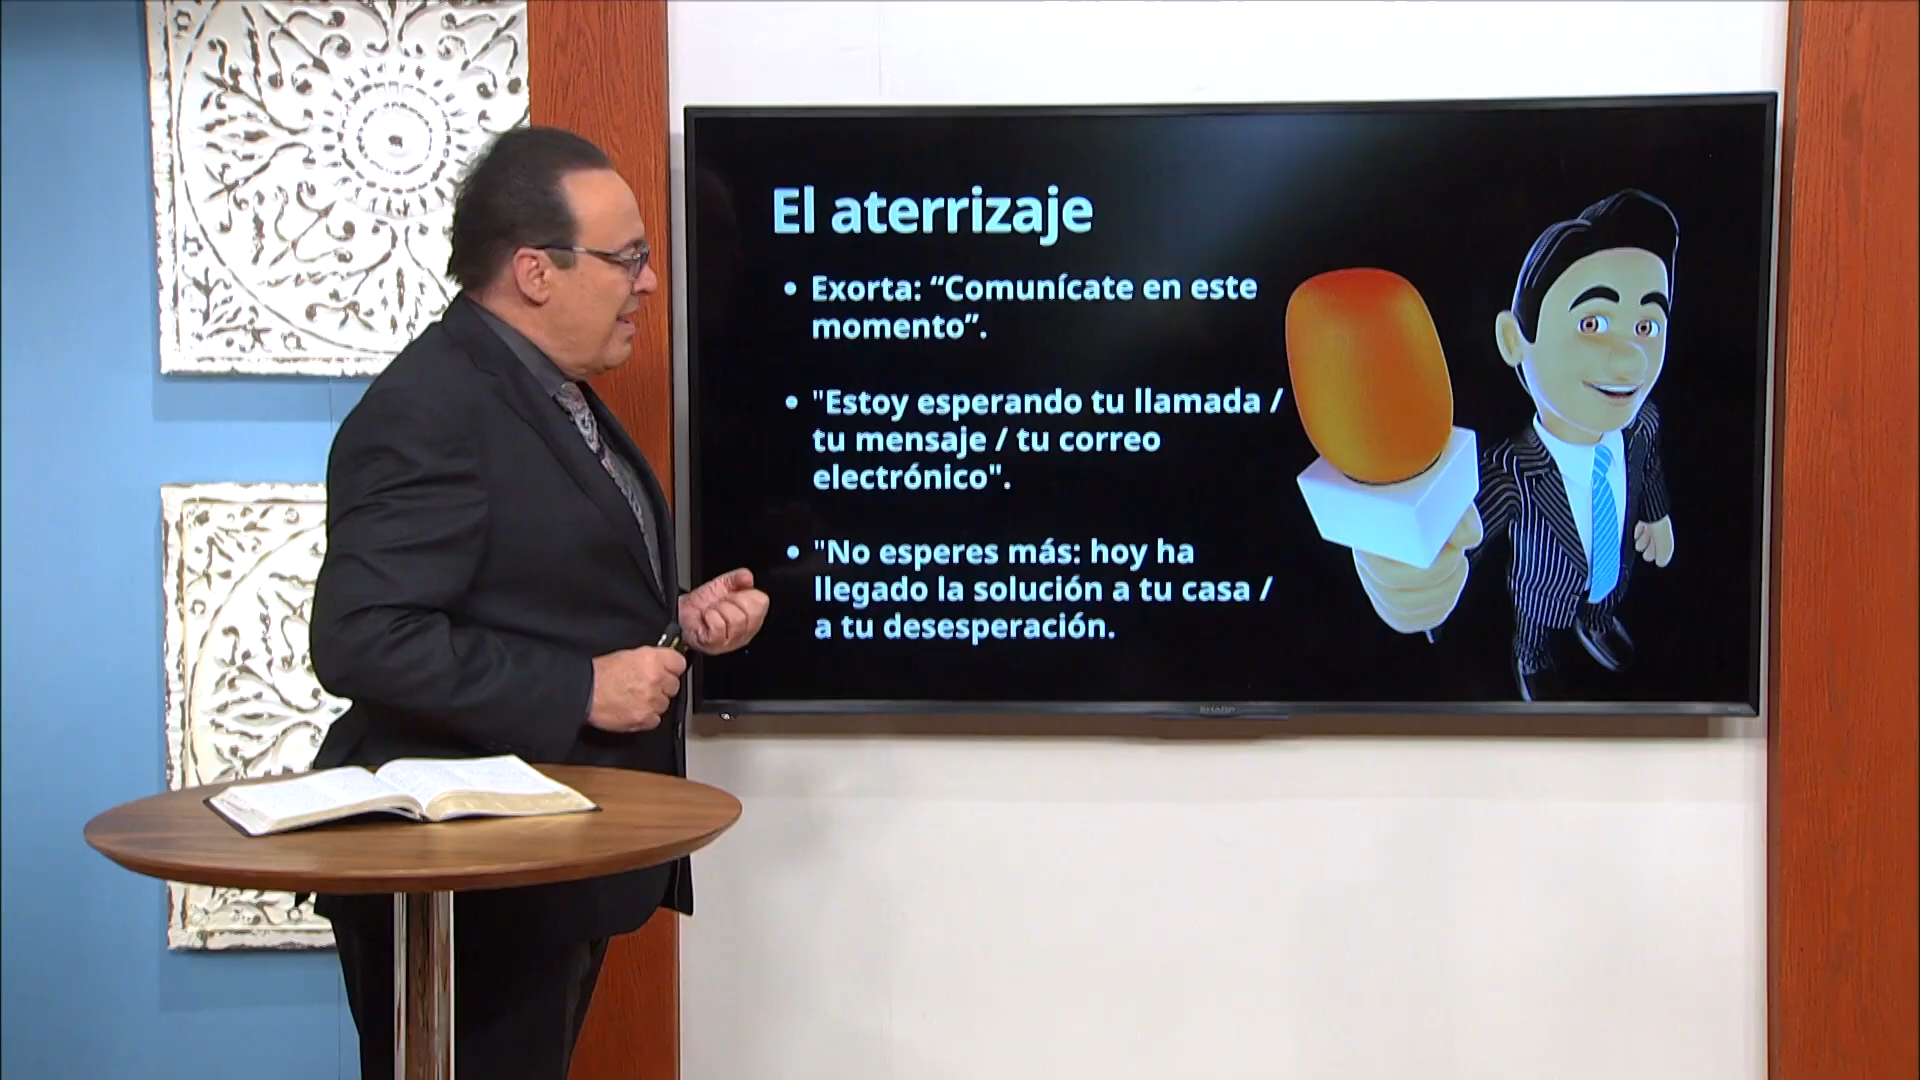 El aterrizaje
• Exorta: “Comunícate en este
momento”.
• "Estoy esperando tu llamada /
tu mensaje / tu correo
electrónico".
• "No esperes más: hoy ha
llegado la solución a tu casa /
a tu desesperación.
SHARP